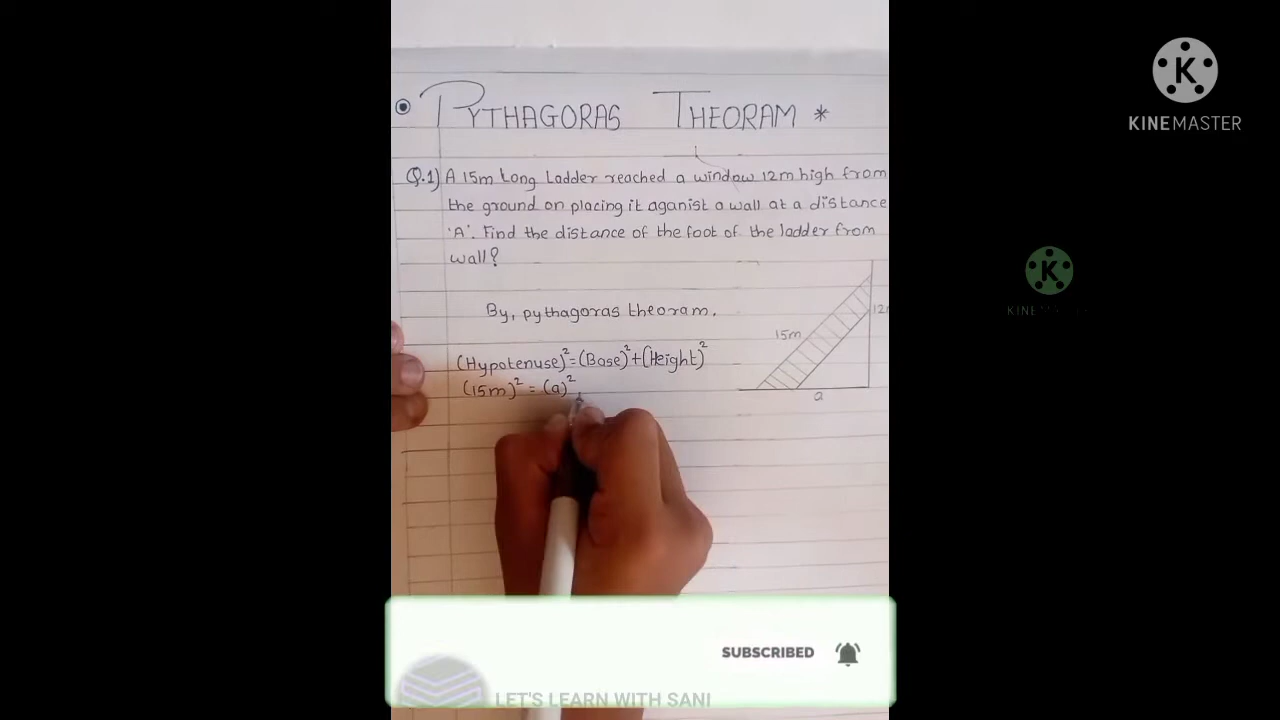 PYTHAGORAS THEORAM *
Q.1) A 15m Long Ladder reached a window 12m high from
the ground on placing it aganist a wall at a distance
'A'. Find the distance of the foot of the ladder from
wall?
By, pythagoras theoram.
(Hypotenuse)²=(Base)²+(Height)²
(15m)² = (a)²
15m
12m
a
K
KINEMASTER
K
KINEMASTER
SUBSCRIBED
LET'S LEARN WITH SANI